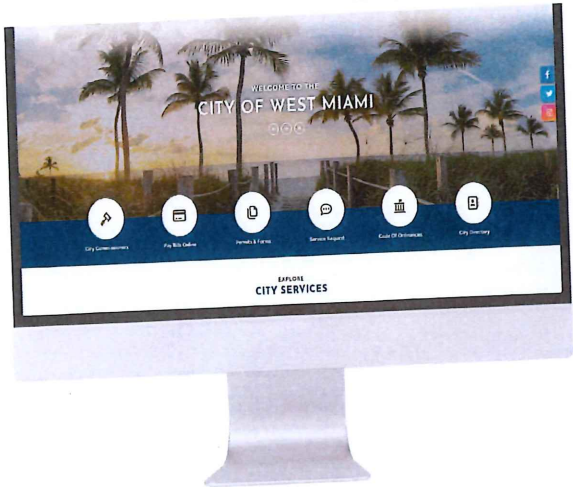 WELCOME TO THE
CITY OF WEST MIAMI
City Commissioners
Pay Bills Online
Permits & Forms
Service Request
Code Of Ordinances
City Directory
EXPLORE
CITY SERVICES